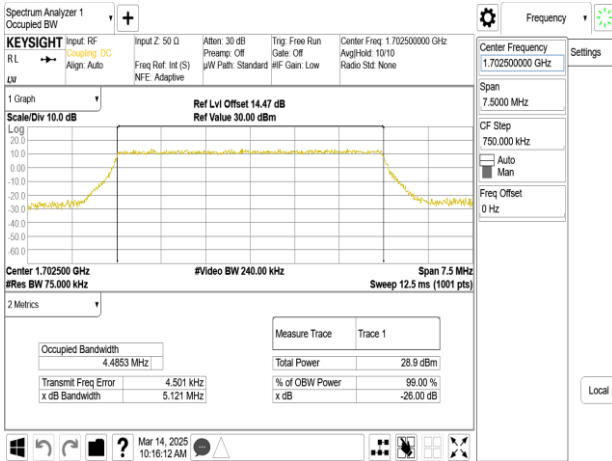 Spectrum Analyzer 1
Occupied BW
+
Frequency
Settings
KEYSIGHT
RL
Input: RF
Coupling: DC
Align: Auto
Input Z: 50 Ω
Freq Ref: Int (S)
NFE: Adaptive
Atten: 30 dB
Preamp: Off
µW Path: Standard
Trig: Free Run
Gate: Off
#IF Gain: Low
Center Freq: 1.702500000 GHz
Avg|Hold: 10/10
Radio Std: None
Center Frequency
1.702500000 GHz
Span
7.5000 MHz
CF Step
750.000 kHz
Auto
Man
Freq Offset
0 Hz
Local
1 Graph
Scale/Div 10.0 dB
Ref Lvl Offset 14.47 dB
Ref Value 30.00 dBm
Log
20.0
10.0
0.00
-10.0
-20.0
-30.0
-40.0
-50.0
-60.0
Center 1.702500 GHz
#Video BW 240.00 kHz
Span 7.5 MHz
#Res BW 75.000 kHz
Sweep 12.5 ms (1001 pts)
2 Metrics
Measure Trace Trace 1
Occupied Bandwidth
4.4853 MHz
Total Power 28.9 dBm
Transmit Freq Error 4.501 kHz
% of OBW Power 99.00 %
x dB Bandwidth 5.121 MHz
x dB -26.00 dB
?
Mar 14, 2025
10:16:12 AM